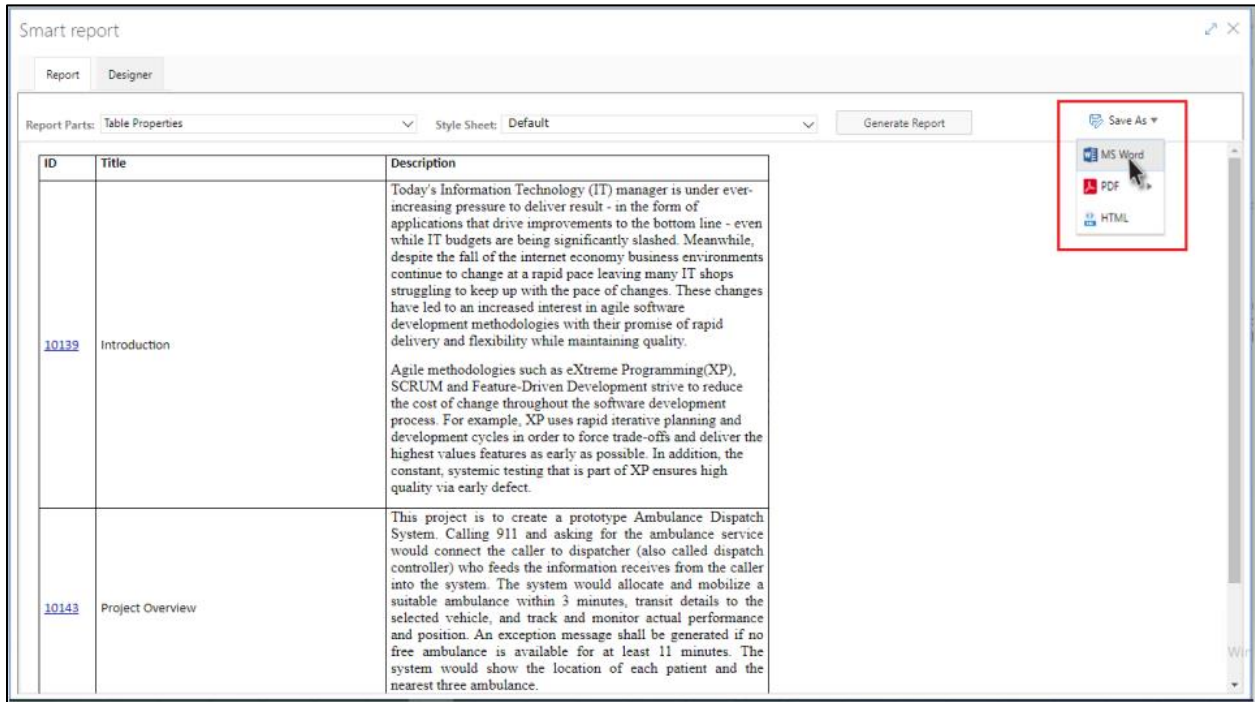 Smart report
Report Designer
Report Parts: Table Properties Style Sheet: Default Generate Report Save As
MS Word
PDF
HTML
ID Title Description
Today's Information Technology (IT) manager is under ever-
increasing pressure to deliver result - in the form of
applications that drive improvements to the bottom line - even
while IT budgets are being significantly slashed. Meanwhile,
despite the fall of the internet economy business environments
continue to change at a rapid pace leaving many IT shops
struggling to keep up with the pace of changes. These changes
have led to an increased interest in agile software
development methodologies with their promise of rapid
delivery and flexibility while maintaining quality.
10139 Introduction
Agile methodologies such as eXtreme Programming(XP),
SCRUM and Feature-Driven Development strive to reduce
the cost of change throughout the software development
process. For example, XP uses rapid iterative planning and
development cycles in order to force trade-offs and deliver the
highest values features as early as possible. In addition, the
constant, systemic testing that is part of XP ensures high
quality via early defect.
This project is to create a prototype Ambulance Dispatch
System. Calling 911 and asking for the ambulance service
would connect the caller to dispatcher (also called dispatch
controller) who feeds the information receives from the caller
into the system. The system would allocate and mobilize a
suitable ambulance within 3 minutes, transit details to the
10143 Project Overview
selected vehicle, and track and monitor actual performance
and position. An exception message shall be generated if no
free ambulance is available for at least 11 minutes. The
system would show the location of each patient and the
nearest three ambulance.